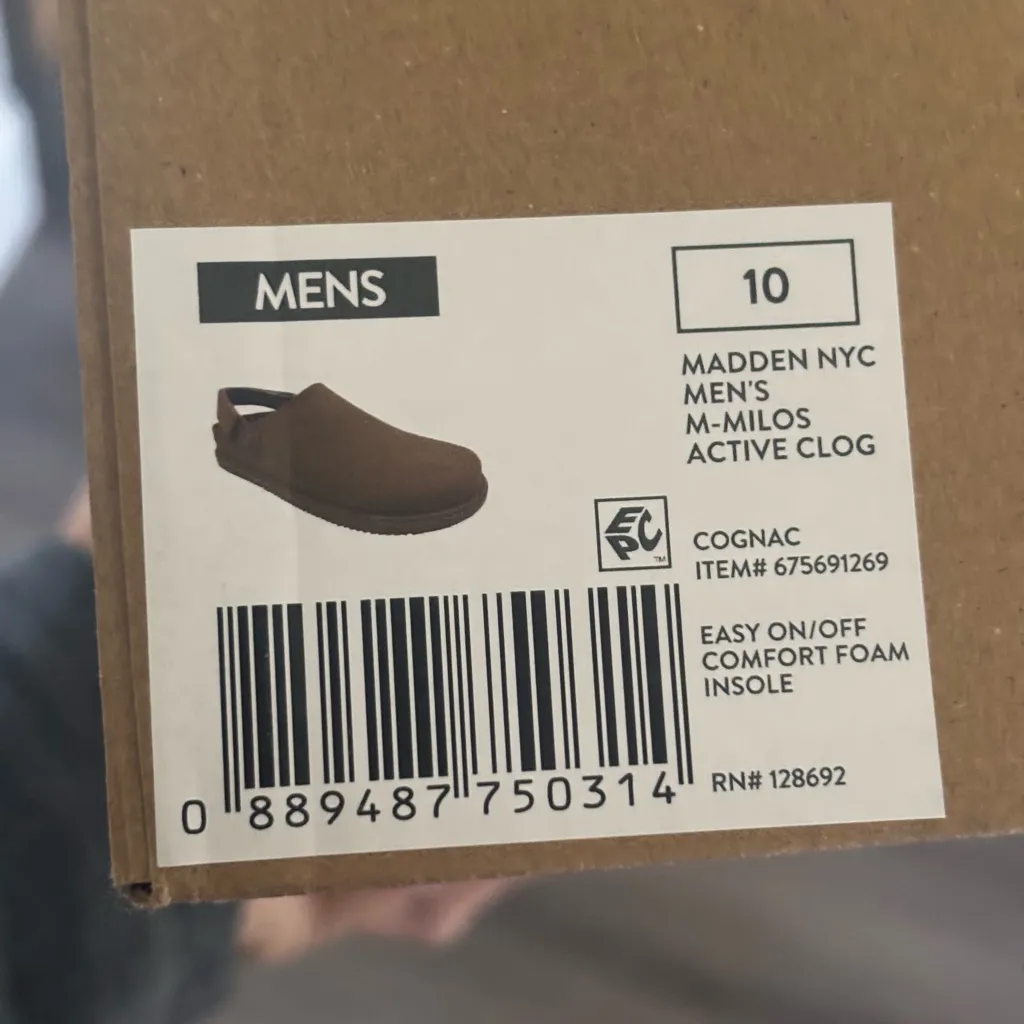 MENS
10
MADDEN NYC
MEN'S
M-MILOS
ACTIVE CLOG
EPC
TM
COGNAC
ITEM# 675691269
EASY ON/OFF
COMFORT FOAM
INSOLE
RN# 128692
0 889487 750314